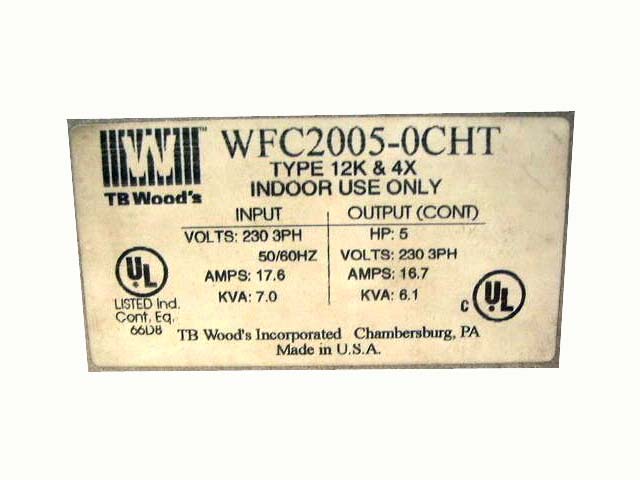 W™
TB Wood's
WFC2005-0CHT
TYPE 12K & 4X
INDOOR USE ONLY
INPUT
VOLTS: 230 3PH
50/60HZ
AMPS: 17.6
KVA: 7.0
OUTPUT (CONT)
HP: 5
VOLTS: 230 3PH
AMPS: 16.7
KVA: 6.1
UL
LISTED Ind.
Cont. Eq.
66D8
C UL
TB Wood's Incorporated Chambersburg, PA
Made in U.S.A.